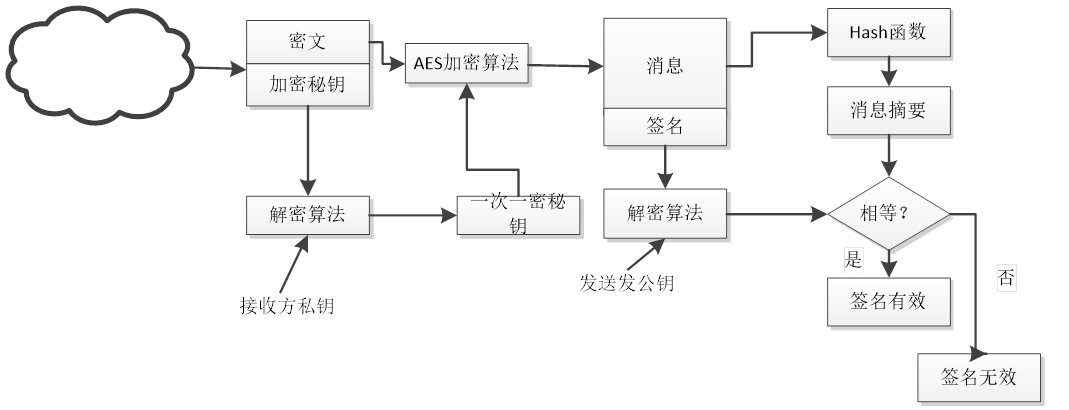 密文
加密秘钥
AES加密算法
消息
签名
Hash函数
消息摘要
解密算法
一次一密秘
钥
解密算法
相等？
接收方私钥
发送发公钥
是
否
签名有效
签名无效